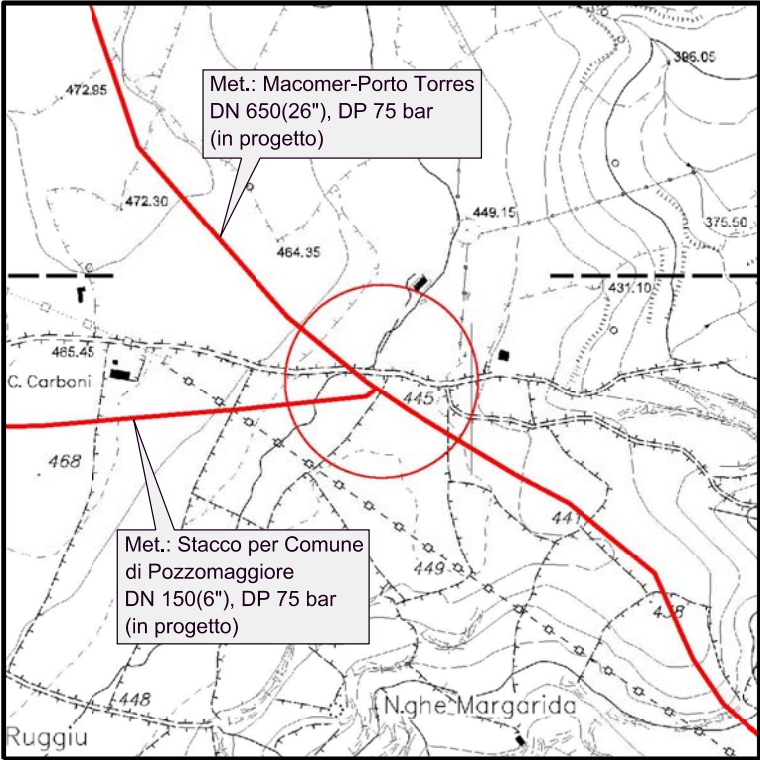 396.05
472.85
Met.: Macomer-Porto Torres
DN 650(26"), DP 75 bar
(in progetto)
472.30
449.15
375.50
464.35
431.10
465.45
C. Carboni
445
468
441
Met.: Stacco per Comune
di Pozzomaggiore
DN 150(6"), DP 75 bar
(in progetto)
449
438
448
N.ghe Margarida
Ruggiu